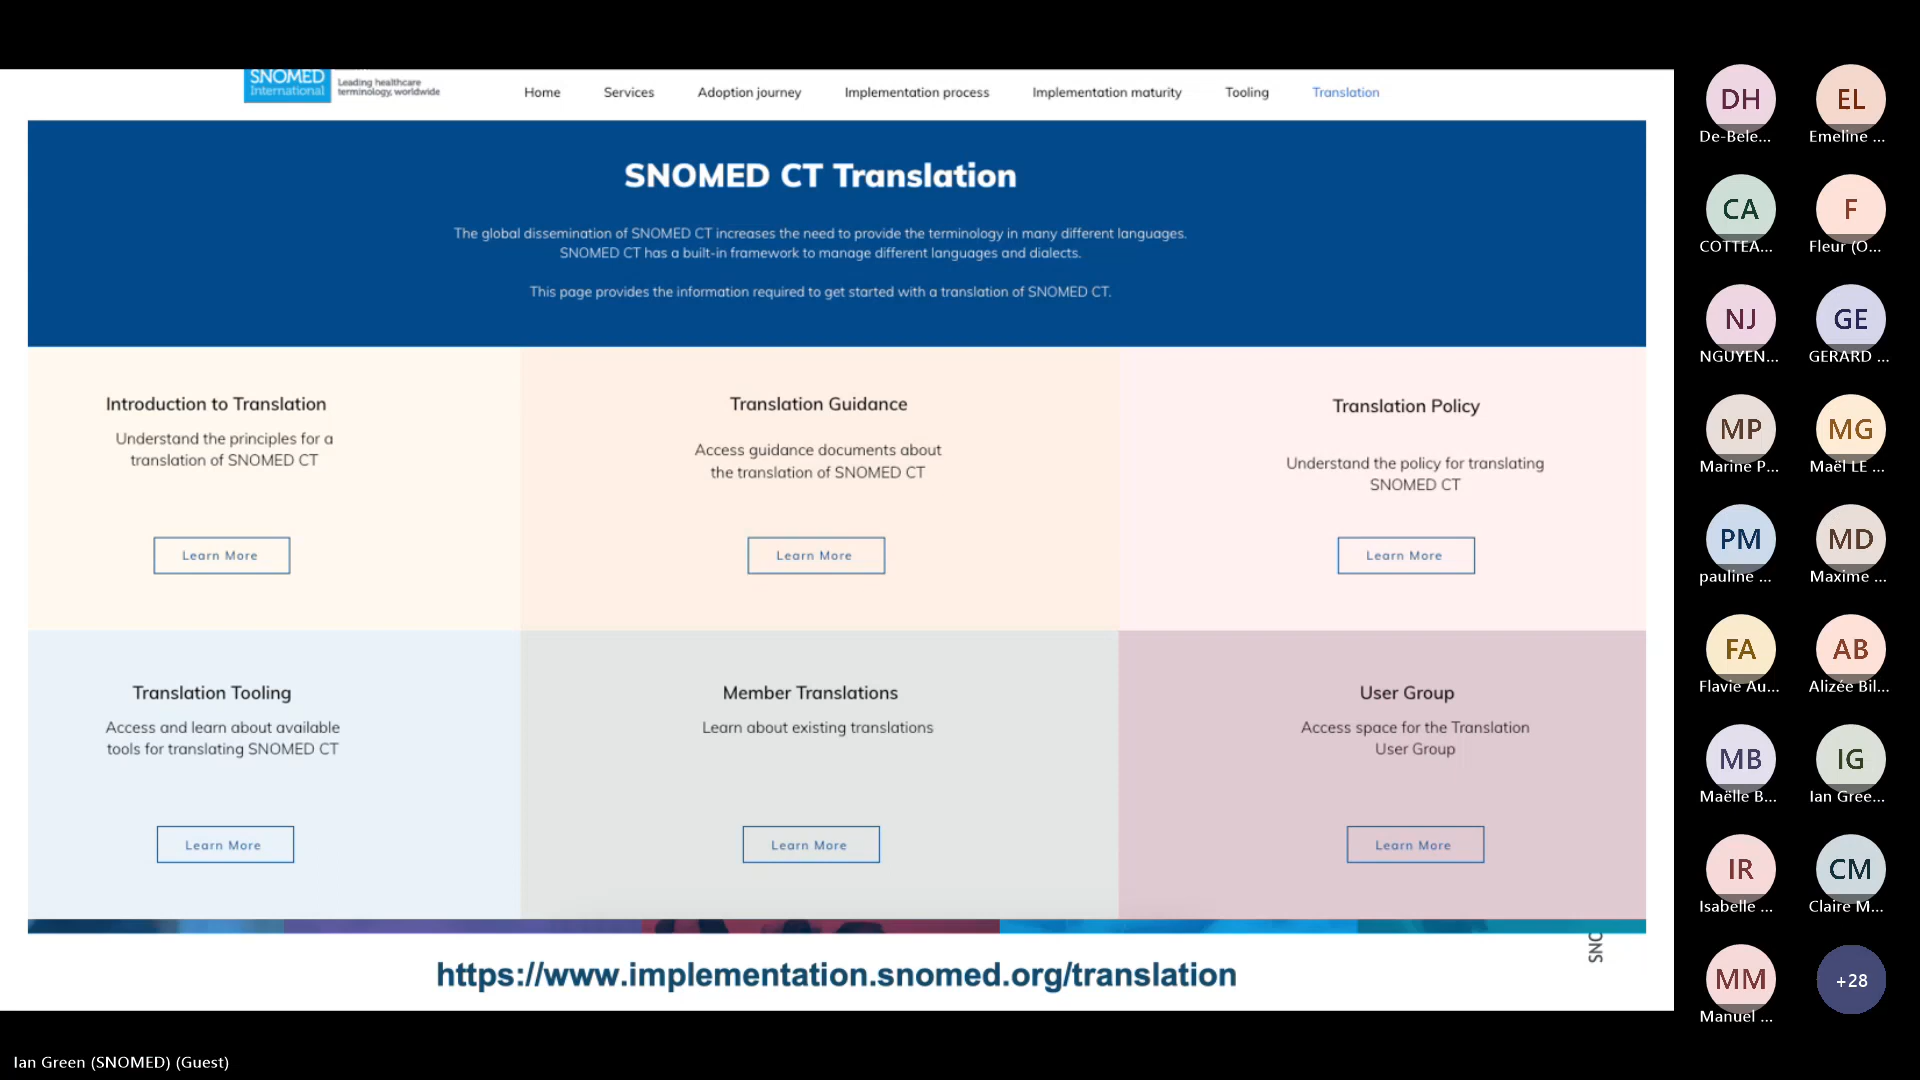 SNOMED
International
Leading healthcare
terminology, worldwide
Home
Services
Adoption journey
Implementation process
Implementation maturity
Tooling
Translation
SNOMED CT Translation
The global dissemination of SNOMED CT increases the need to provide the terminology in many different languages.
SNOMED CT has a built-in framework to manage different languages and dialects.
This page provides the information required to get started with a translation of SNOMED CT.
Introduction to Translation
Understand the principles for a
translation of SNOMED CT
Learn More
Translation Guidance
Access guidance documents about
the translation of SNOMED CT
Learn More
Translation Policy
Understand the policy for translating
SNOMED CT
Learn More
Translation Tooling
Access and learn about available
tools for translating SNOMED CT
Learn More
Member Translations
Learn about existing translations
Learn More
User Group
Access space for the Translation
User Group
Learn More
SNO
https://www.implementation.snomed.org/translation
DH
De-Bele...
EL
Emeline ...
CA
COTTEA...
F
Fleur (O...
NJ
NGUYEN...
GE
GERARD ...
MP
Marine P...
MG
Maël LE ...
PM
pauline ...
MD
Maxime ...
FA
Flavie Au...
AB
Alizée Bil...
MB
Maëlle B...
IG
Ian Gree...
IR
Isabelle ...
CM
Claire M...
MM
Manuel ...
+28
Ian Green (SNOMED) (Guest)